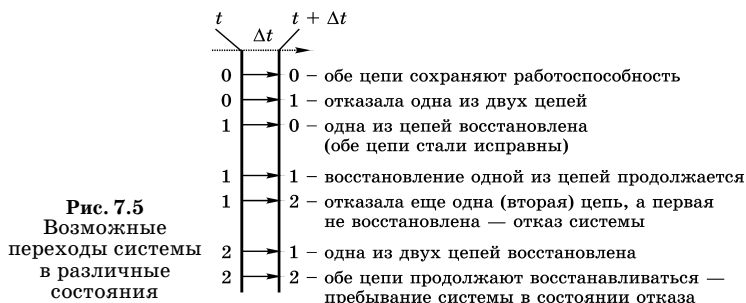 t t + Δt
Δt
0 0 – обе цепи сохраняют работоспособность
0 1 – отказала одна из двух цепей
1 0 – одна из цепей восстановлена
(обе цепи стали исправны)
1 1 – восстановление одной из цепей продолжается
1 2 – отказала еще одна (вторая) цепь, а первая
не восстановлена — отказ системы
2 1 – одна из двух цепей восстановлена
2 2 – обе цепи продолжают восстанавливаться —
пребывание системы в состоянии отказа
Рис. 7.5
Возможные
переходы системы
в различные
состояния